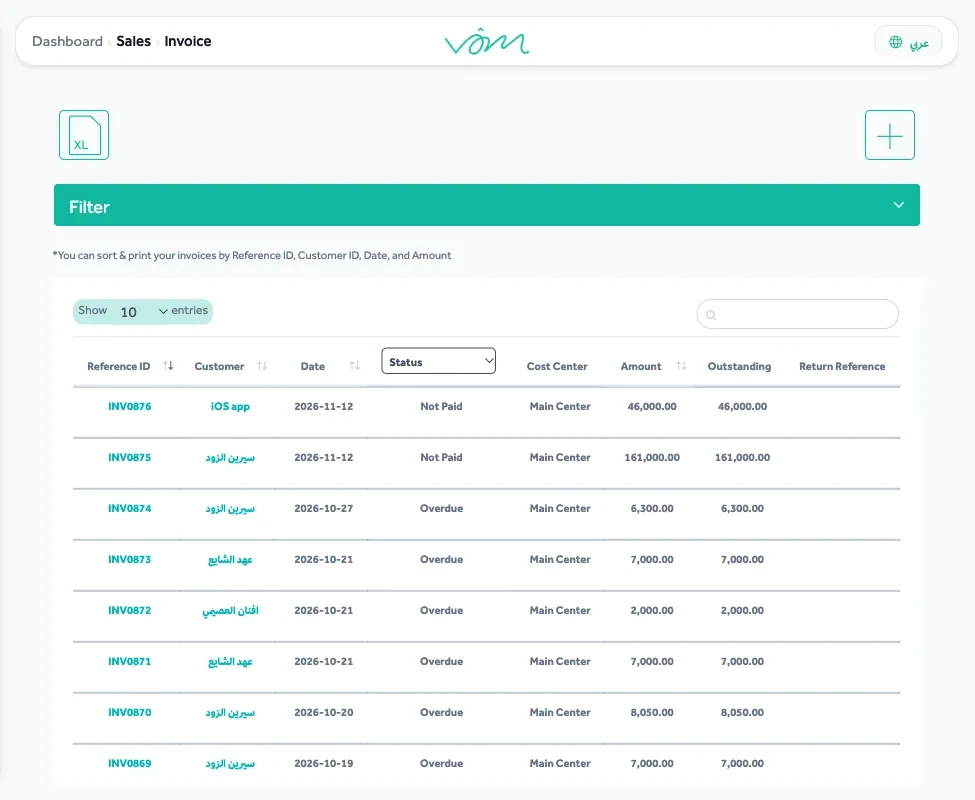 Dashboard › Sales › Invoice
vôm
عربي
XL
Filter
*You can sort & print your invoices by Reference ID, Customer ID, Date, and Amount
Show 10 entries
Reference ID Customer Date Status Cost Center Amount Outstanding Return Reference
INV0876 iOS app 2026-11-12 Not Paid Main Center 46,000.00 46,000.00
INV0875 سيرين الزود 2026-11-12 Not Paid Main Center 161,000.00 161,000.00
INV0874 سيرين الزود 2026-10-27 Overdue Main Center 6,300.00 6,300.00
INV0873 عهد الشايع 2026-10-21 Overdue Main Center 7,000.00 7,000.00
INV0872 افنان العصيمي 2026-10-21 Overdue Main Center 2,000.00 2,000.00
INV0871 عهد الشايع 2026-10-21 Overdue Main Center 7,000.00 7,000.00
INV0870 سيرين الزود 2026-10-20 Overdue Main Center 8,050.00 8,050.00
INV0869 سيرين الزود 2026-10-19 Overdue Main Center 7,000.00 7,000.00